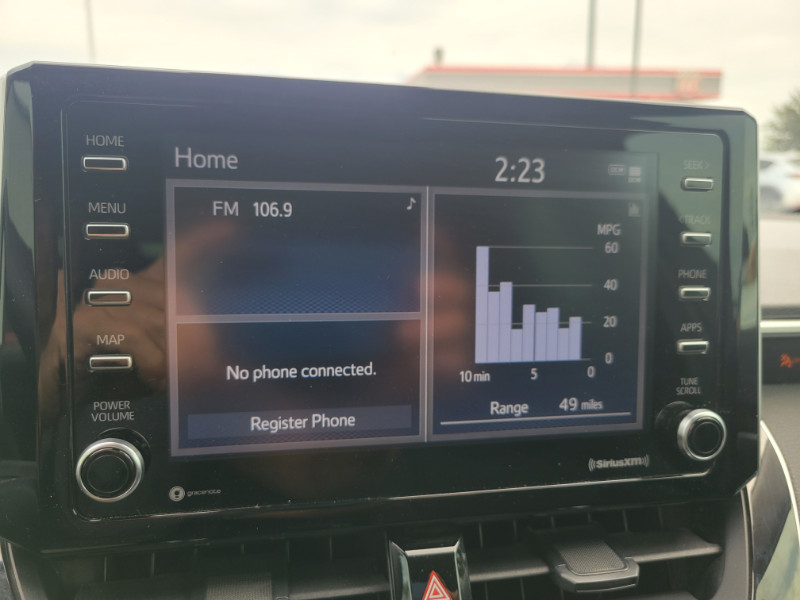 HOME
MENU
AUDIO
MAP
POWER
VOLUME
Home
2:23
FM 106.9
No phone connected.
Register Phone
MPG
60
40
20
0
10 min 5 0
Range 49 miles
SEEK >
TRACK
PHONE
APPS
TUNE
SCROLL
gracenote
((SiriusXM))